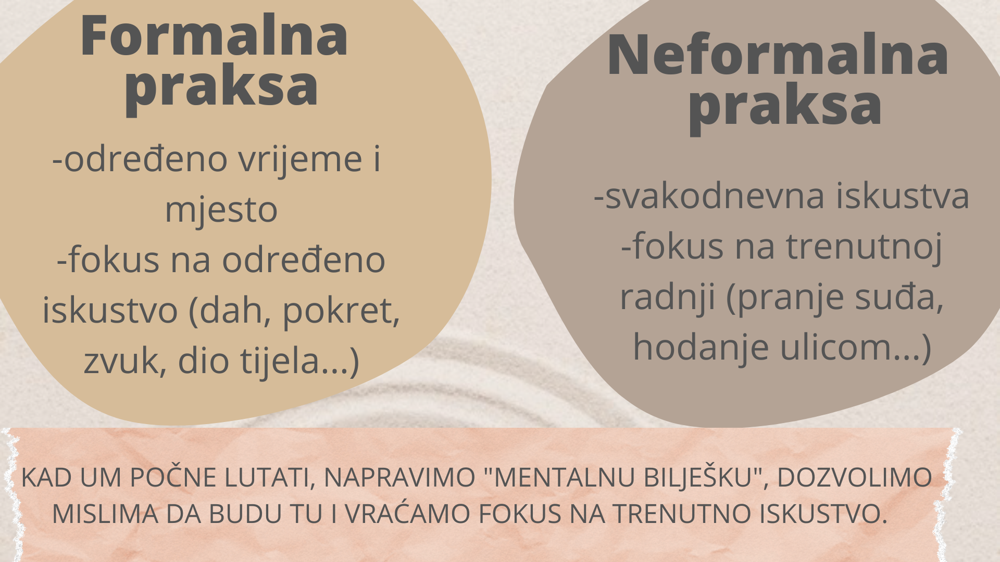 Formalna
praksa
-određeno vrijeme i
mjesto
-fokus na određeno
iskustvo (dah, pokret,
zvuk, dio tijela...)
Neformalna
praksa
-svakodnevna iskustva
-fokus na trenutnoj
radnji (pranje suđa,
hodanje ulicom...)
KAD UM POČNE LUTATI, NAPRAVIMO "MENTALNU BILJEŠKU", DOZVOLIMO
MISLIMA DA BUDU TU I VRAĆAMO FOKUS NA TRENUTNO ISKUSTVO.